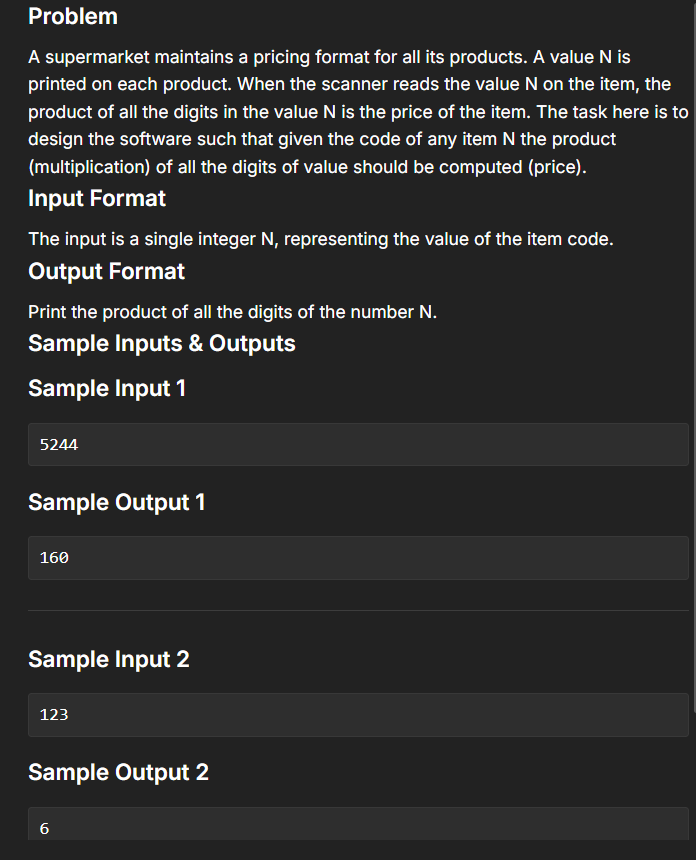 Problem
A supermarket maintains a pricing format for all its products. A value N is
printed on each product. When the scanner reads the value N on the item, the
product of all the digits in the value N is the price of the item. The task here is to
design the software such that given the code of any item N the product
(multiplication) of all the digits of value should be computed (price).
Input Format
The input is a single integer N, representing the value of the item code.
Output Format
Print the product of all the digits of the number N.
Sample Inputs & Outputs
Sample Input 1
5244
Sample Output 1
160
Sample Input 2
123
Sample Output 2
6